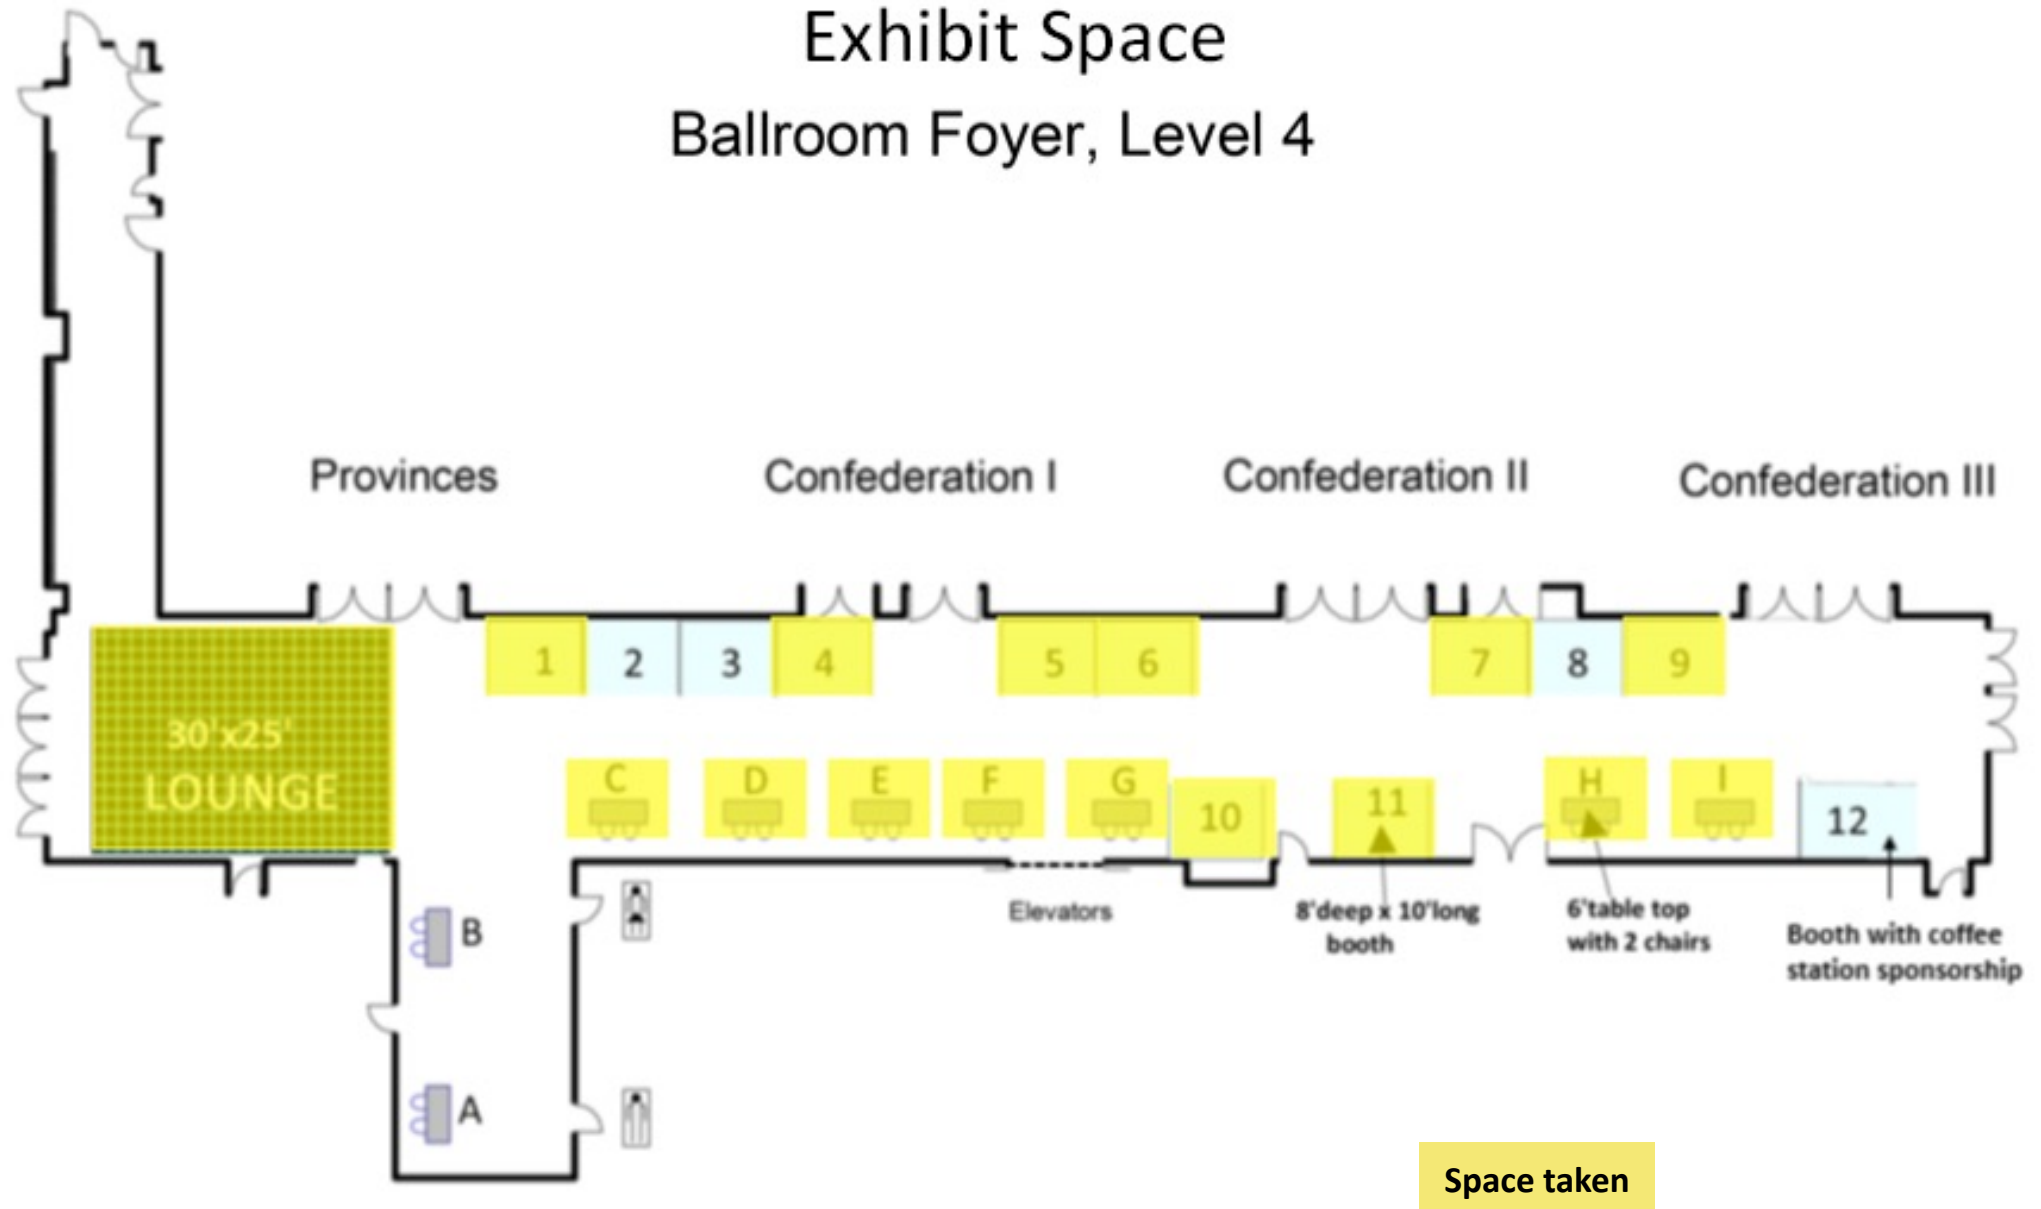 Exhibit Space
Ballroom Foyer, Level 4
Provinces
Confederation I
Confederation II
Confederation III
1
2
3
4
5
6
7
8
9
30'x25'
LOUNGE
C
D
E
F
G
10
11
H
I
12
Elevators
8'deep x 10'long
booth
6'table top
with 2 chairs
Booth with coffee
station sponsorship
B
A
Space taken